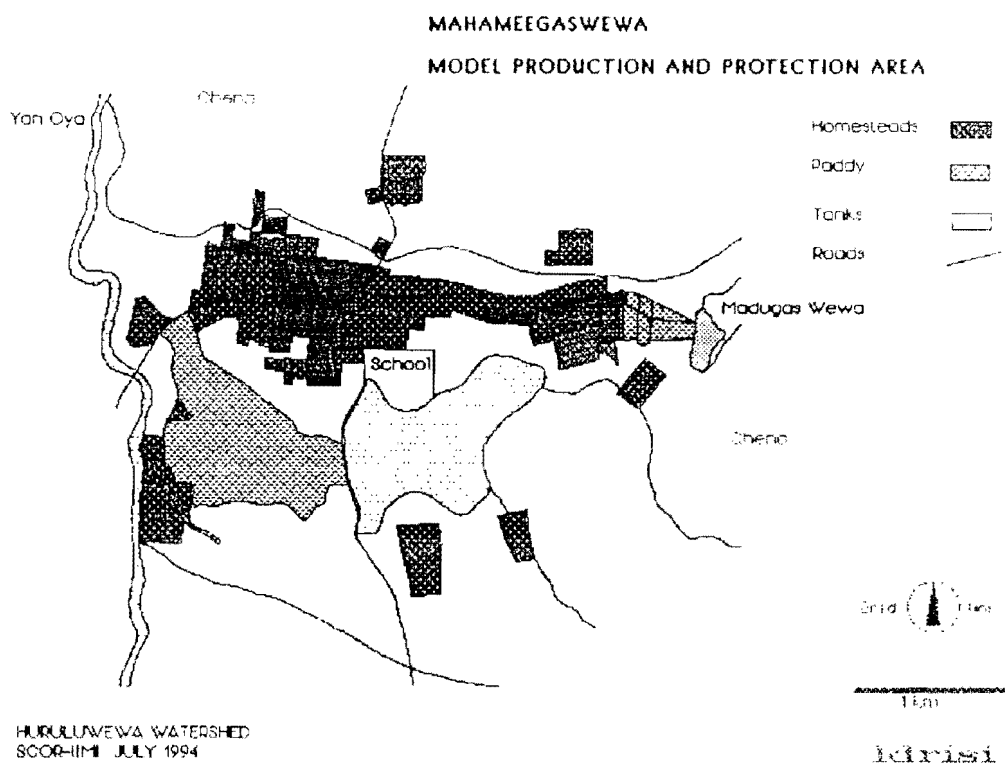 MAHAMEEGASWEWA
MODEL PRODUCTION AND PROTECTION AREA
Chena
Yan Oya
Homesteads
Paddy
Tanks
Roads
Madugas Wewa
School
Chena
Grid
1 km
HURULUWEWA WATERSHED
SCOR-IIMI JULY 1994
Idrisi